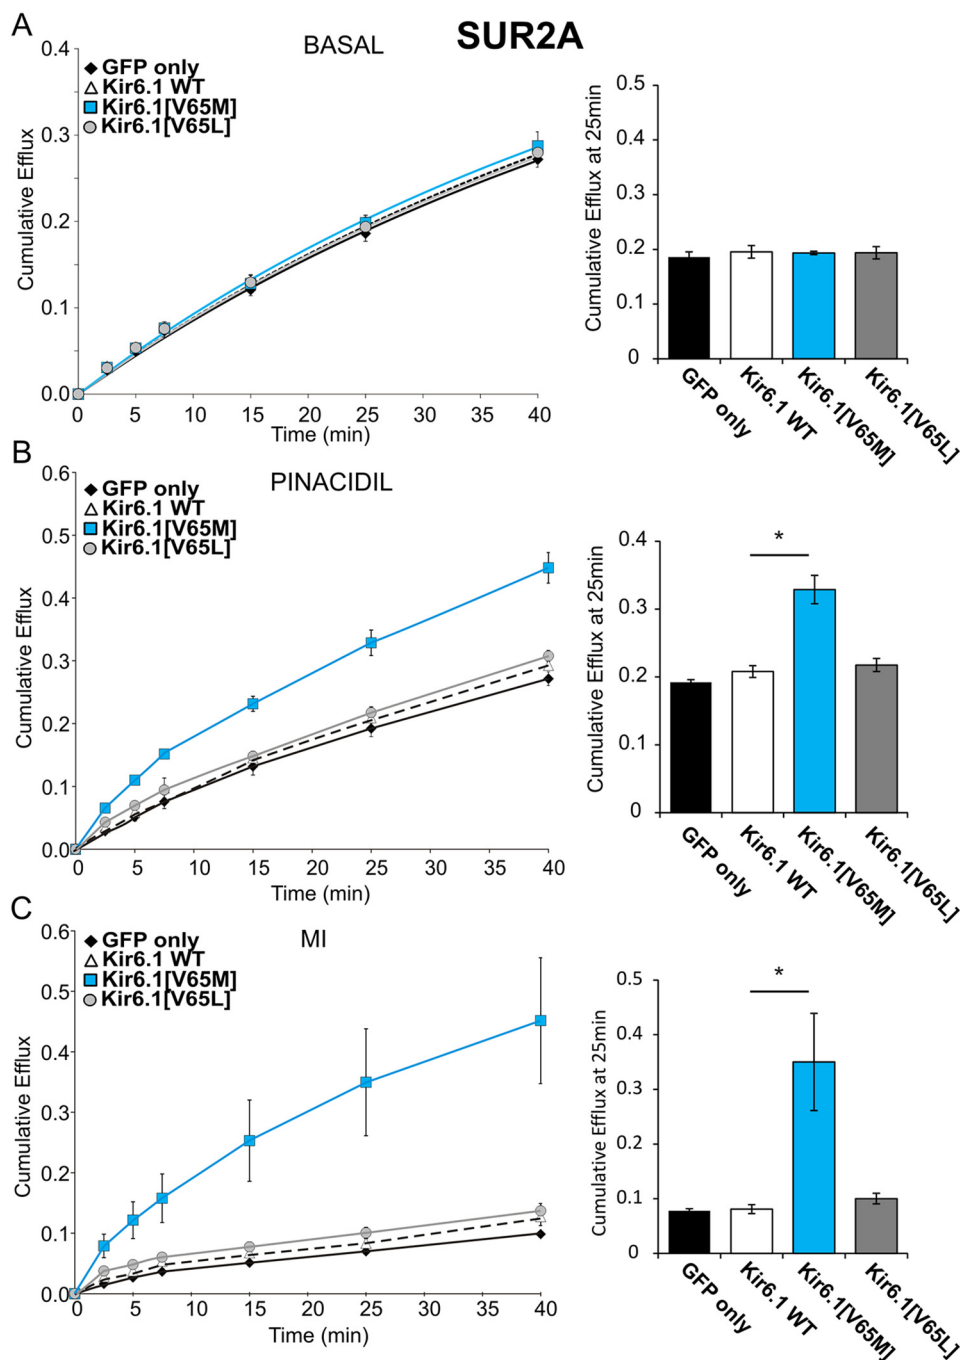 A
BASAL
SUR2A
0.4
0.3
0.2
0.1
0.0
Cumulative Efflux
GFP only
Kir6.1 WT
Kir6.1[V65M]
Kir6.1[V65L]
0 5 10 15 20 25 30 35 40
Time (min)
0.5
0.4
0.3
0.2
0.1
0
Cumulative Efflux at 25min
GFP only
Kir6.1 WT
Kir6.1[V65M]
Kir6.1[V65L]
B
PINACIDIL
0.6
0.5
0.4
0.3
0.2
0.1
0.0
Cumulative Efflux
GFP only
Kir6.1 WT
Kir6.1[V65M]
Kir6.1[V65L]
0 5 10 15 20 25 30 35 40
Time (min)
0.4
0.3
0.2
0.1
0
Cumulative Efflux at 25min
*
GFP only
Kir6.1 WT
Kir6.1[V65M]
Kir6.1[V65L]
C
MI
0.6
0.5
0.4
0.3
0.2
0.1
0.0
Cumulative Efflux
GFP only
Kir6.1 WT
Kir6.1[V65M]
Kir6.1[V65L]
0 5 10 15 20 25 30 35 40
Time (min)
0.5
0.4
0.3
0.2
0.1
0
Cumulative Efflux at 25min
*
GFP only
Kir6.1 WT
Kir6.1[V65M]
Kir6.1[V65L]